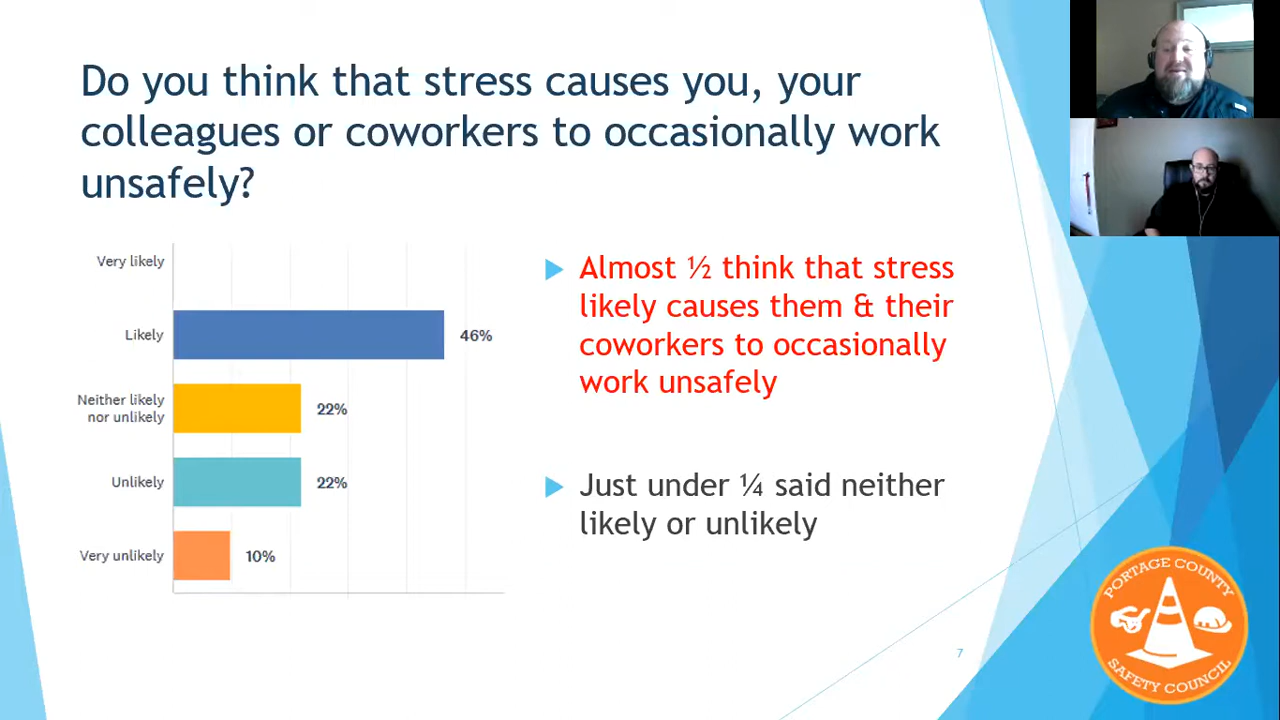 Do you think that stress causes you, your
colleagues or coworkers to occasionally work
unsafely?
Very likely
Likely
46%
Neither likely
nor unlikely
22%
Unlikely
22%
Very unlikely
10%
Almost ½ think that stress
likely causes them & their
coworkers to occasionally
work unsafely
Just under ¼ said neither
likely or unlikely
7
PORTAGE COUNTY
SAFETY COUNCIL